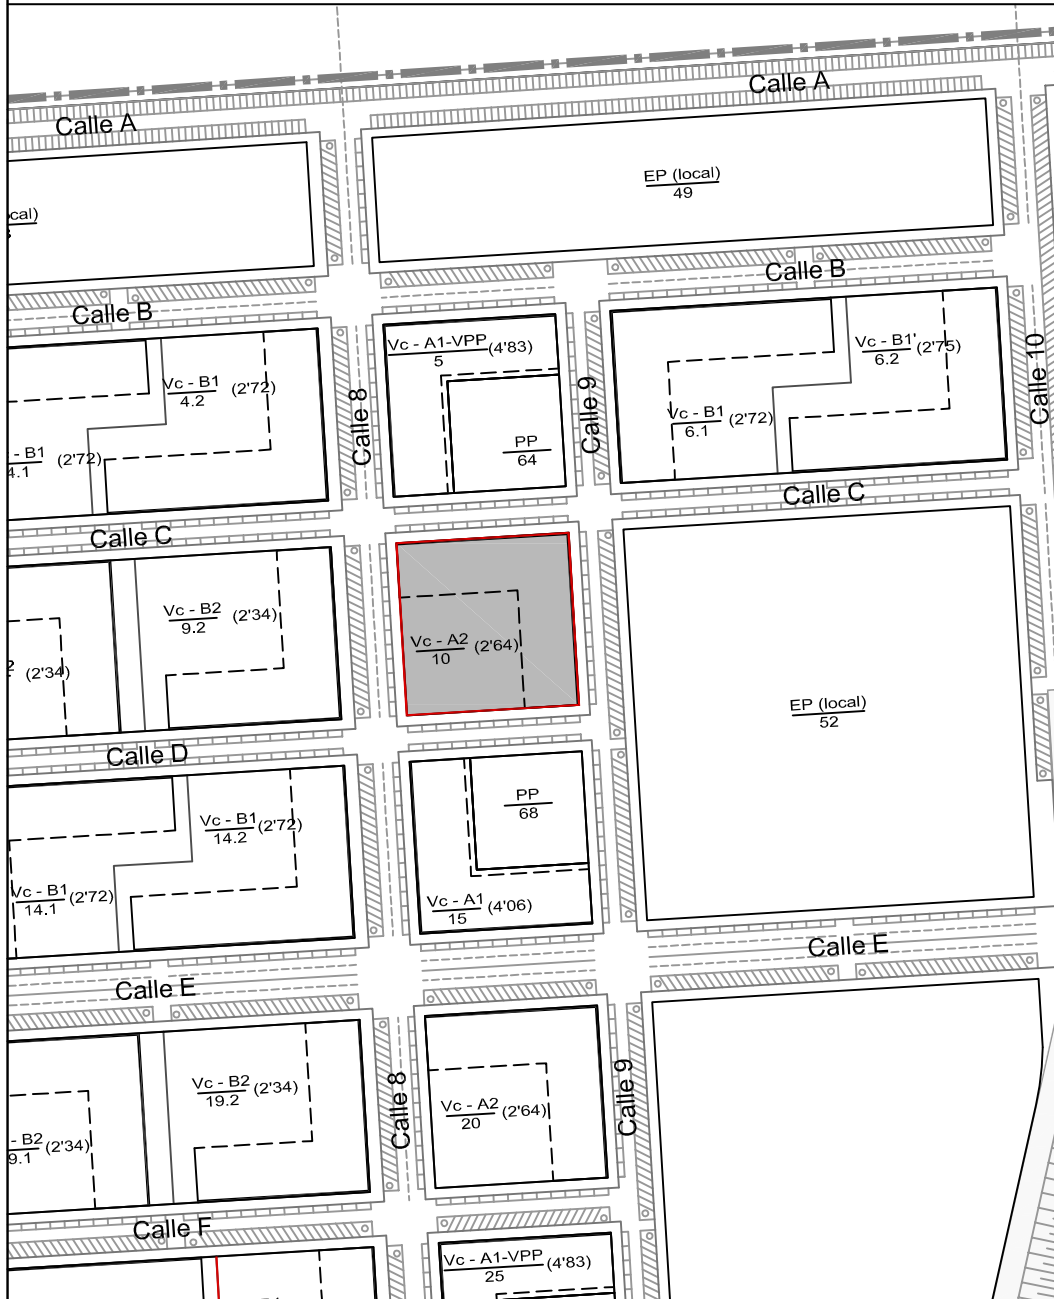 Calle A
Calle A
EP (local)
49
cal)
Calle B
Calle B
Vc - A1-VPP (4'83)
5
Vc - B1' (2'75)
6.2
Vc - B1 (2'72)
4.2
Vc - B1 (2'72)
6.1
Calle 8
Calle 9
Calle 10
PP
64
- B1 (2'72)
4.1
Calle C
Calle C
Vc - B2 (2'34)
9.2
Vc - A2 (2'64)
10
(2'34)
EP (local)
52
Calle D
PP
68
Vc - B1 (2'72)
14.2
Vc - B1 (2'72)
14.1
Vc - A1 (4'06)
15
Calle E
Calle E
Vc - B2 (2'34)
19.2
Calle 8
Vc - A2 (2'64)
20
Calle 9
- B2 (2'34)
9.1
Calle F
Vc - A1-VPP (4'83)
25